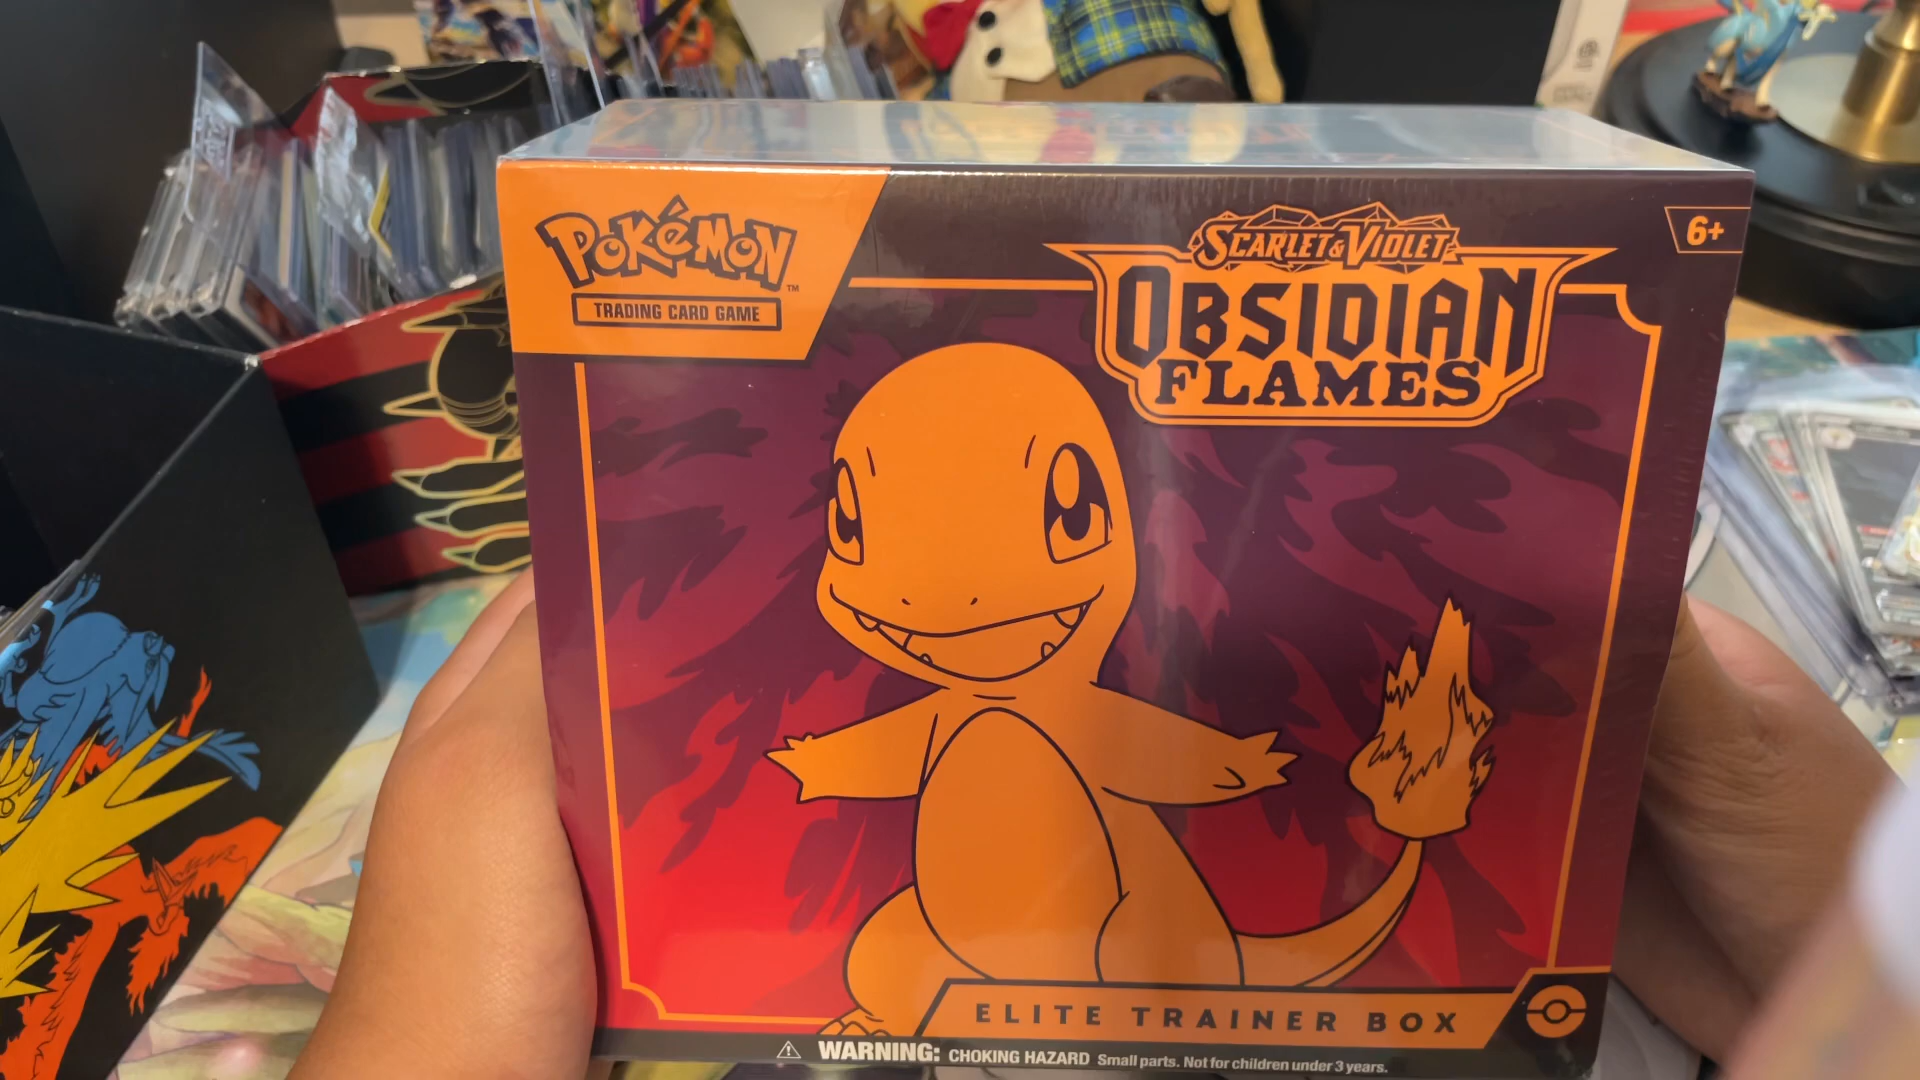 POKéMON™
TRADING CARD GAME
SCARLET & VIOLET
OBSIDIAN
FLAMES
6+
ELITE TRAINER BOX
WARNING: CHOKING HAZARD Small parts. Not for children under 3 years.